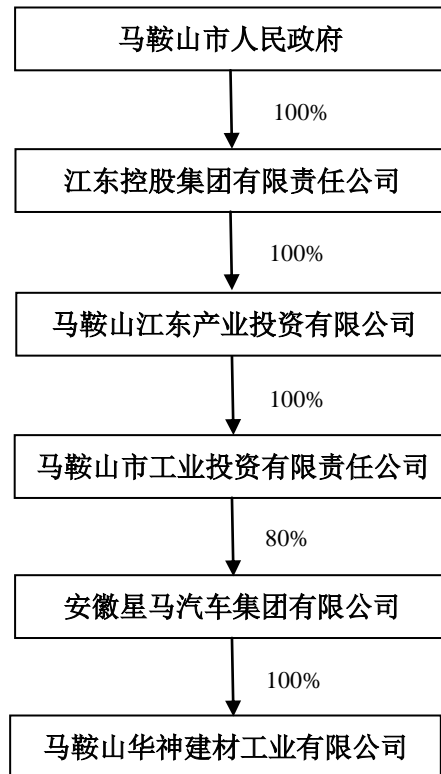 马鞍山市人民政府
100%
江东控股集团有限责任公司
100%
马鞍山江东产业投资有限公司
100%
马鞍山市工业投资有限责任公司
80%
安徽星马汽车集团有限公司
100%
马鞍山华神建材工业有限公司